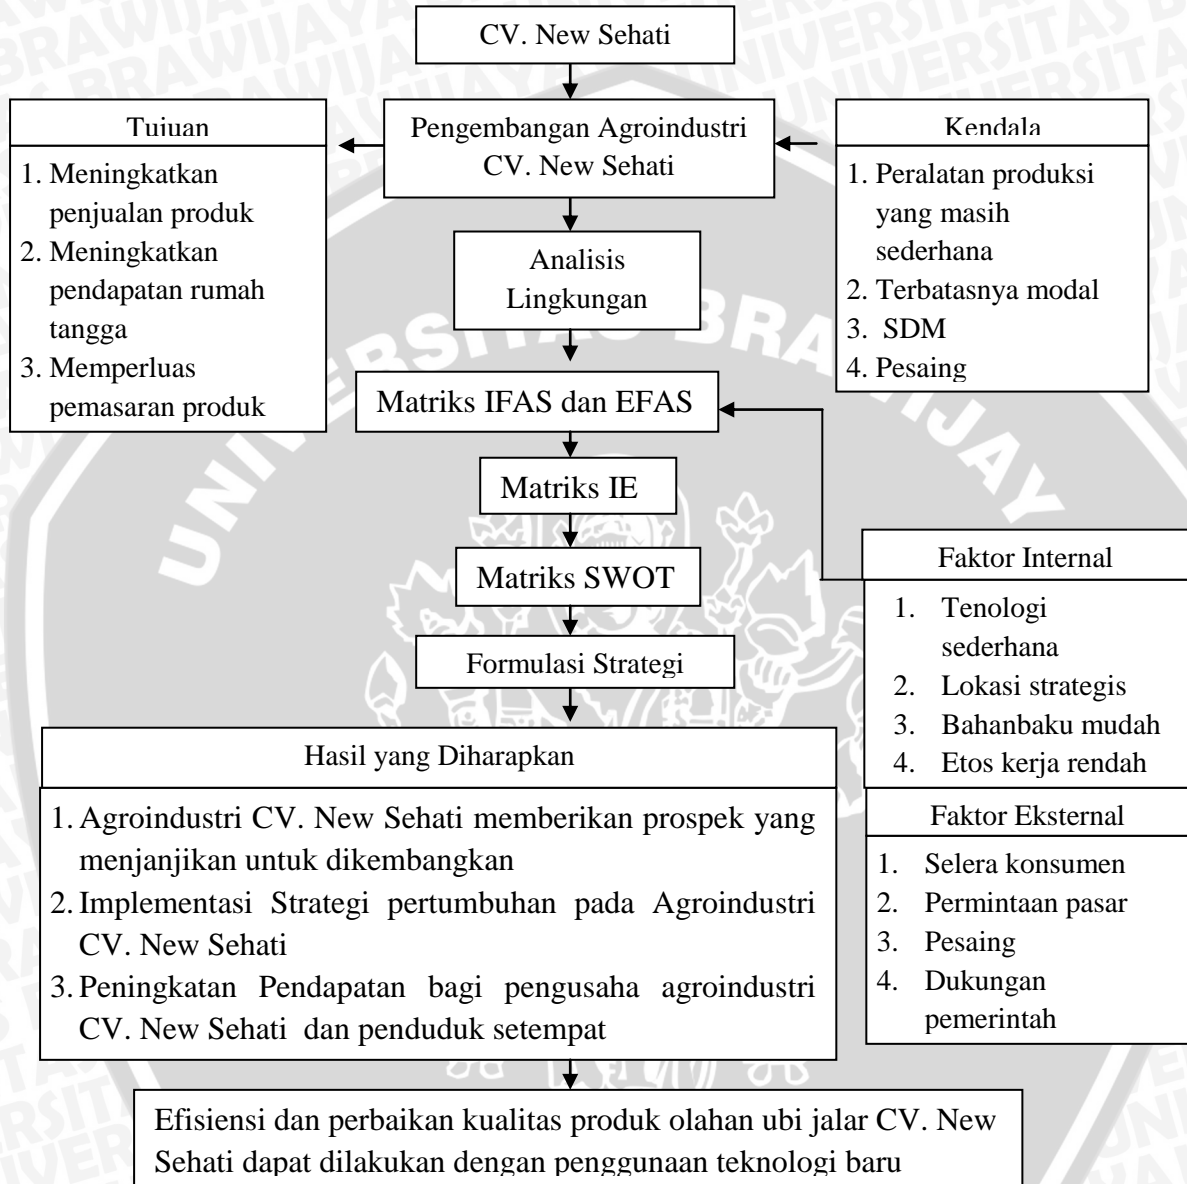 CV. New Sehati
Pengembangan Agroindustri
CV. New Sehati
Tujuan
1. Meningkatkan
penjualan produk
2. Meningkatkan
pendapatan rumah
tangga
3. Memperluas
pemasaran produk
Kendala
1. Peralatan produksi
yang masih
sederhana
2. Terbatasnya modal
3. SDM
4. Pesaing
Analisis
Lingkungan
Matriks IFAS dan EFAS
Matriks IE
Matriks SWOT
Formulasi Strategi
Faktor Internal
1. Tenologi
sederhana
2. Lokasi strategis
3. Bahanbaku mudah
4. Etos kerja rendah
Faktor Eksternal
1. Selera konsumen
2. Permintaan pasar
3. Pesaing
4. Dukungan
pemerintah
Hasil yang Diharapkan
1. Agroindustri CV. New Sehati memberikan prospek yang
menjanjikan untuk dikembangkan
2. Implementasi Strategi pertumbuhan pada Agroindustri
CV. New Sehati
3. Peningkatan Pendapatan bagi pengusaha agroindustri
CV. New Sehati dan penduduk setempat
Efisiensi dan perbaikan kualitas produk olahan ubi jalar CV. New
Sehati dapat dilakukan dengan penggunaan teknologi baru
UNIVERSITAS BRAWIJAY